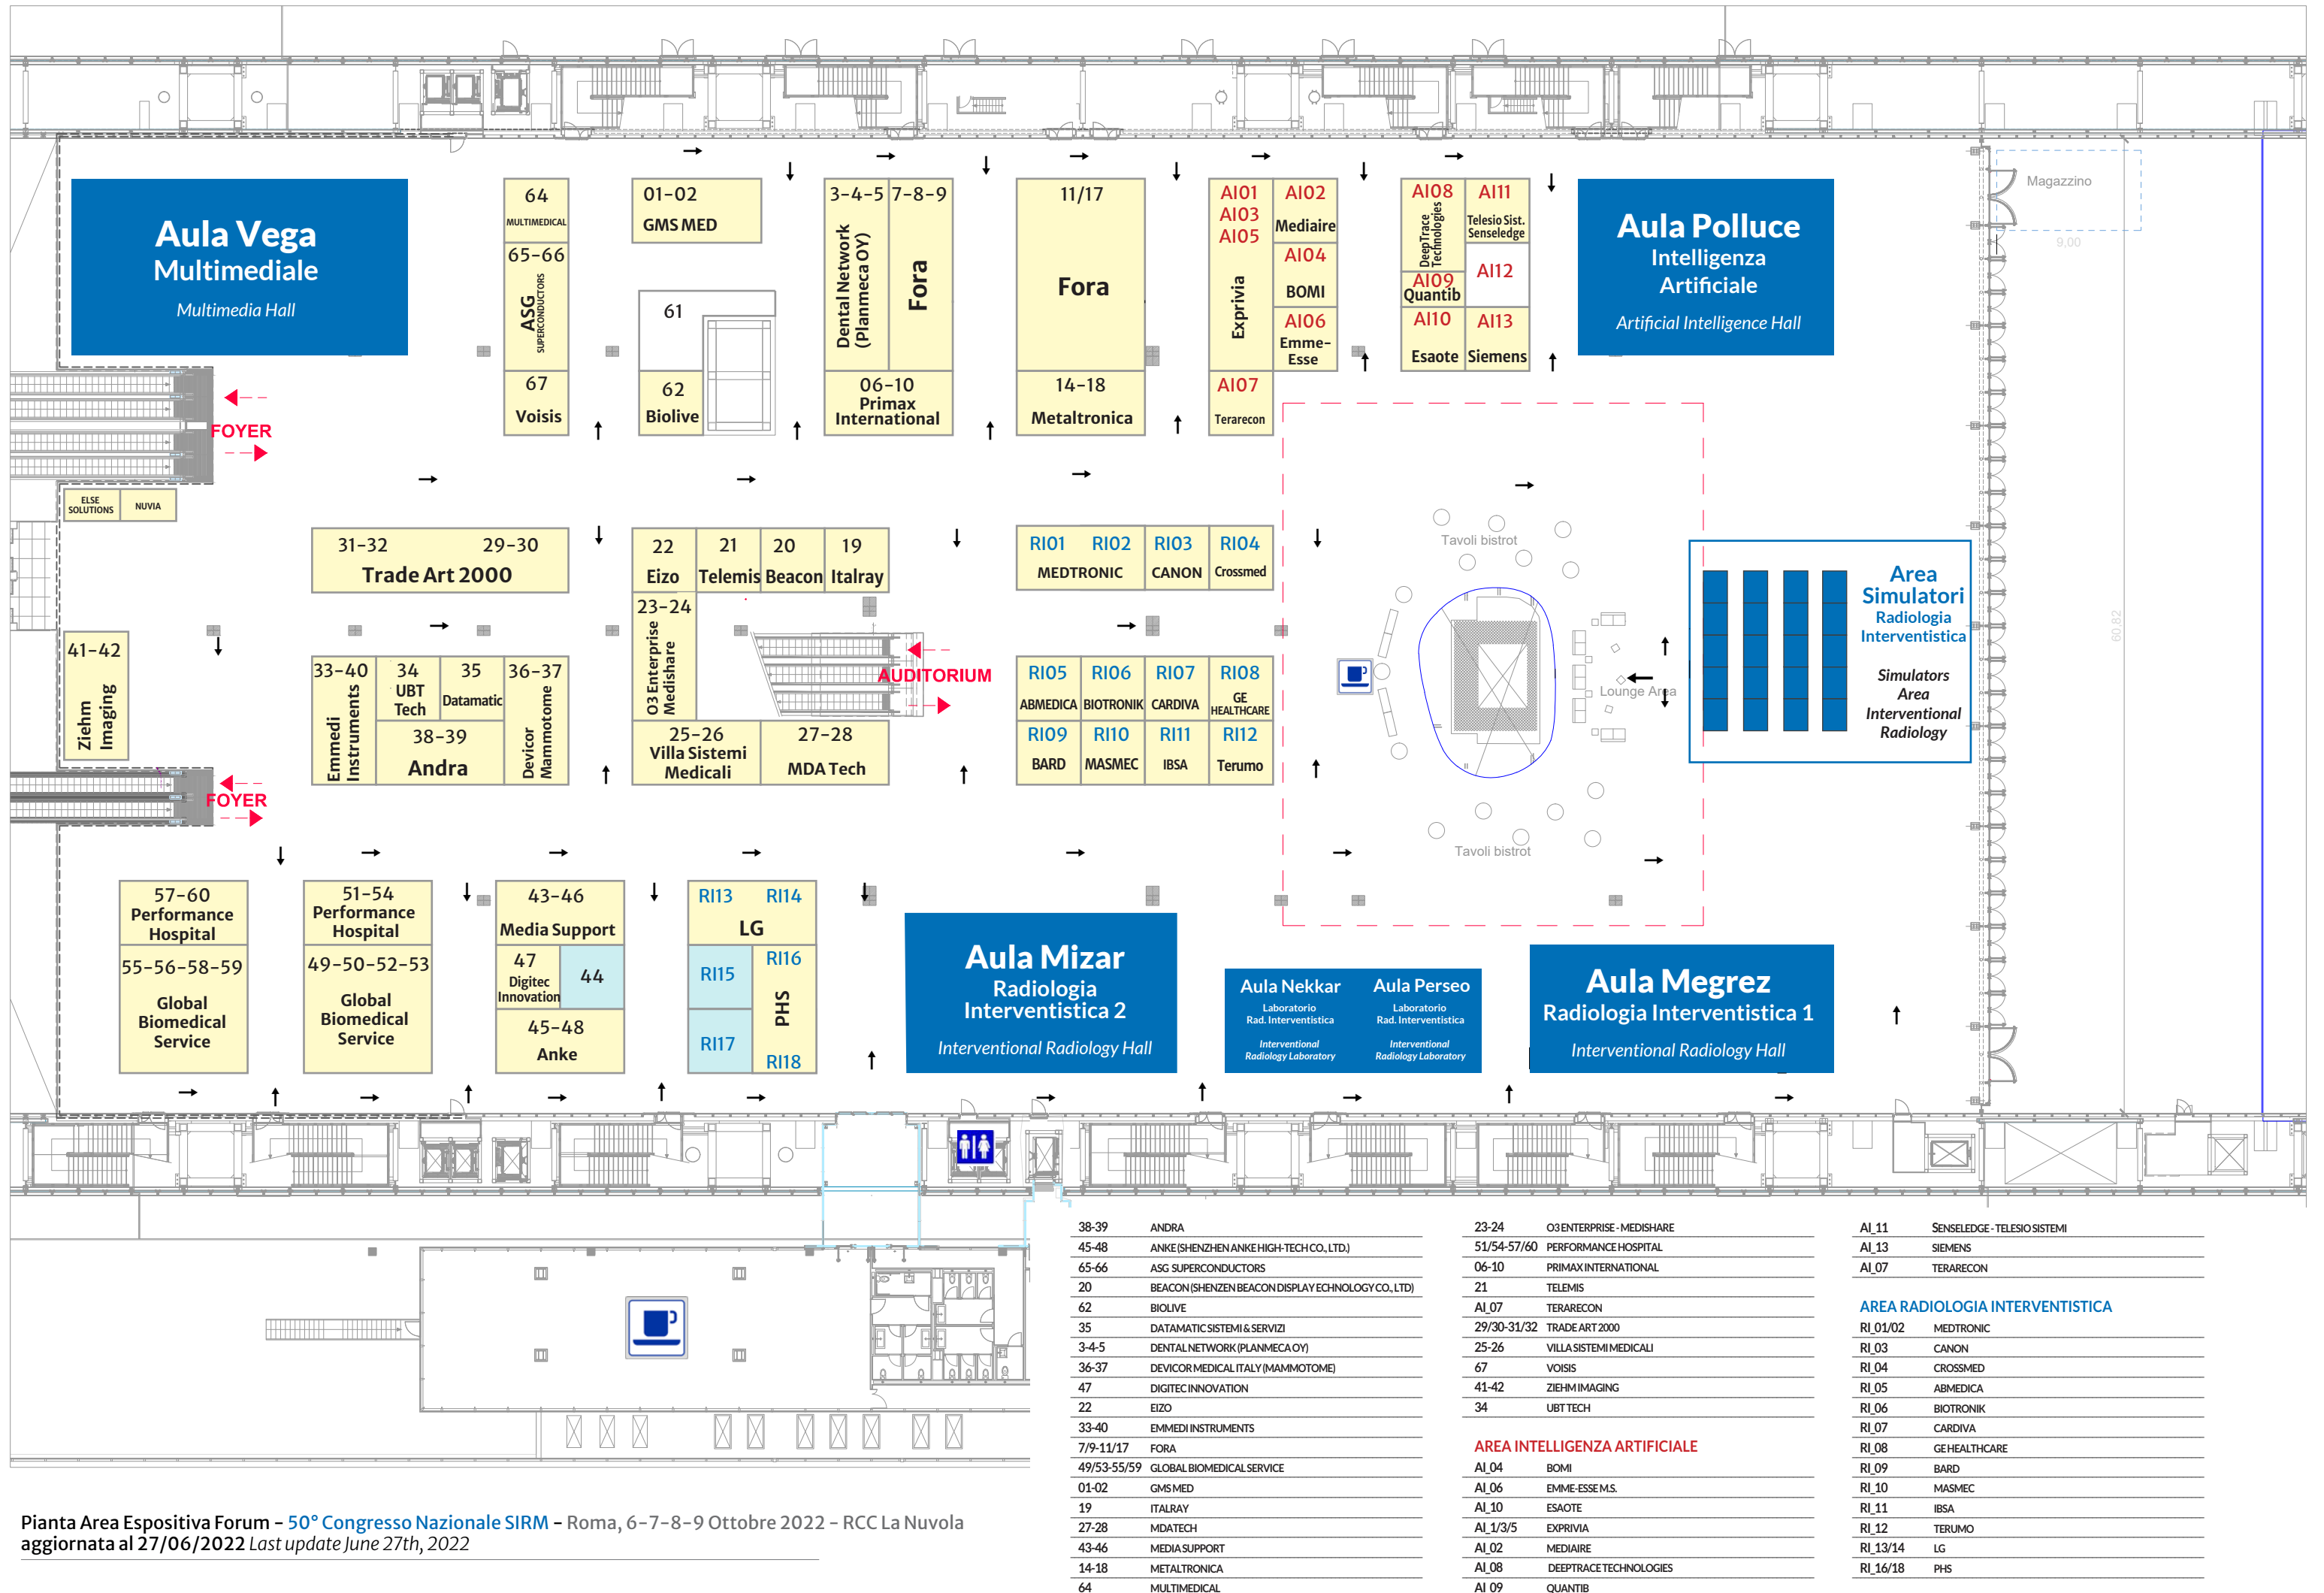 Aula Vega
Multimediale
Multimedia Hall
64
MULTIMEDICAL
65-66
ASG
SUPERCONDUCTORS
67
Voisis
01-02
GMS MED
61
62
Biolive
3-4-5
Dental Network
(Planmeca OY)
7-8-9
Fora
06-10
Primax
International
11/17
Fora
14-18
Metaltronica
AI01
AI03
AI05
Exprivia
AI02
Mediaire
AI04
BOMI
AI06
Emme-
Esse
AI07
Terarecon
AI08
DeepTrace
Technologies
AI09
Quantib
AI10
Esaote
AI11
Telesio Sist.
Senseledge
AI12
AI13
Siemens
Aula Polluce
Intelligenza
Artificiale
Artificial Intelligence Hall
Magazzino
9,00
60,82
FOYER
ELSE
SOLUTIONS
NUVIA
31-32
29-30
Trade Art 2000
22
Eizo
21
Telemis
20
Beacon
19
Italray
23-24
O3 Enterprise
Medishare
RI01
RI02
MEDTRONIC
RI03
CANON
RI04
Crossmed
Tavoli bistrot
Area
Simulatori
Radiologia
Interventistica
Simulators
Area
Interventional
Radiology
41-42
Ziehm
Imaging
33-40
Emmedi
Instruments
34
UBT
Tech
35
Datamatic
36-37
Devicor
Mammotome
38-39
Andra
25-26
Villa Sistemi
Medicali
27-28
MDA Tech
AUDITORIUM
RI05
ABMEDICA
RI06
BIOTRONIK
RI07
CARDIVA
RI08
GE
HEALTHCARE
RI09
BARD
RI10
MASMEC
RI11
IBSA
RI12
Terumo
Lounge Area
FOYER
Tavoli bistrot
57-60
Performance
Hospital
55-56-58-59
Global
Biomedical
Service
51-54
Performance
Hospital
49-50-52-53
Global
Biomedical
Service
43-46
Media Support
47
Digitec
Innovation
44
45-48
Anke
RI13
RI14
LG
RI15
RI16
PHS
RI17
RI18
Aula Mizar
Radiologia
Interventistica 2
Interventional Radiology Hall
Aula Nekkar
Laboratorio
Rad. Interventistica
Interventional
Radiology Laboratory
Aula Perseo
Laboratorio
Rad. Interventistica
Interventional
Radiology Laboratory
Aula Megrez
Radiologia Interventistica 1
Interventional Radiology Hall
38-39 ANDRA
45-48 ANKE (SHENZHEN ANKE HIGH-TECH CO., LTD.)
65-66 ASG SUPERCONDUCTORS
20 BEACON (SHENZEN BEACON DISPLAY ECHNOLOGY CO., LTD)
62 BIOLIVE
35 DATAMATIC SISTEMI & SERVIZI
3-4-5 DENTAL NETWORK (PLANMECA OY)
36-37 DEVICOR MEDICAL ITALY (MAMMOTOME)
47 DIGITEC INNOVATION
22 EIZO
33-40 EMMEDI INSTRUMENTS
7/9-11/17 FORA
49/53-55/59 GLOBAL BIOMEDICAL SERVICE
01-02 GMS MED
19 ITALRAY
27-28 MDATECH
43-46 MEDIA SUPPORT
14-18 METALTRONICA
64 MULTIMEDICAL
23-24 O3 ENTERPRISE - MEDISHARE
51/54-57/60 PERFORMANCE HOSPITAL
06-10 PRIMAX INTERNATIONAL
21 TELEMIS
AI_07 TERARECON
29/30-31/32 TRADE ART 2000
25-26 VILLA SISTEMI MEDICALI
67 VOISIS
41-42 ZIEHM IMAGING
34 UBT TECH
AREA INTELLIGENZA ARTIFICIALE
AI_04 BOMI
AI_06 EMME-ESSE M.S.
AI_10 ESAOTE
AI_1/3/5 EXPRIVIA
AI_02 MEDIAIRE
AI_08 DEEPTRACE TECHNOLOGIES
AI 09 QUANTIB
AI_11 SENSELEDGE - TELESIO SISTEMI
AI_13 SIEMENS
AI_07 TERARECON
AREA RADIOLOGIA INTERVENTISTICA
RI_01/02 MEDTRONIC
RI_03 CANON
RI_04 CROSSMED
RI_05 ABMEDICA
RI_06 BIOTRONIK
RI_07 CARDIVA
RI_08 GE HEALTHCARE
RI_09 BARD
RI_10 MASMEC
RI_11 IBSA
RI_12 TERUMO
RI_13/14 LG
RI_16/18 PHS
Pianta Area Espositiva Forum - 50° Congresso Nazionale SIRM - Roma, 6-7-8-9 Ottobre 2022 - RCC La Nuvola
aggiornata al 27/06/2022 Last update June 27th, 2022